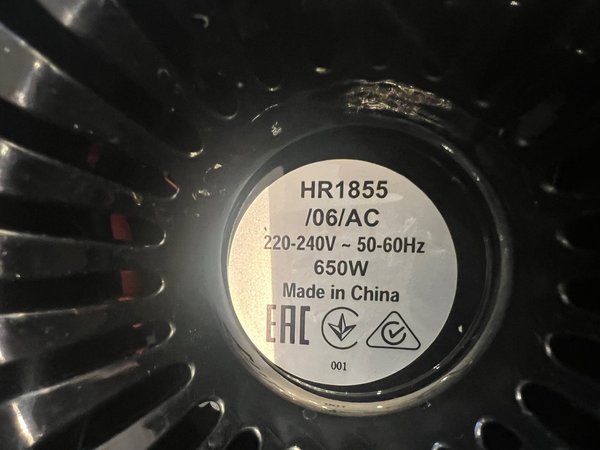 HR1855
/06/AC
220-240V ~ 50-60Hz
650W
Made in China
EAC
001